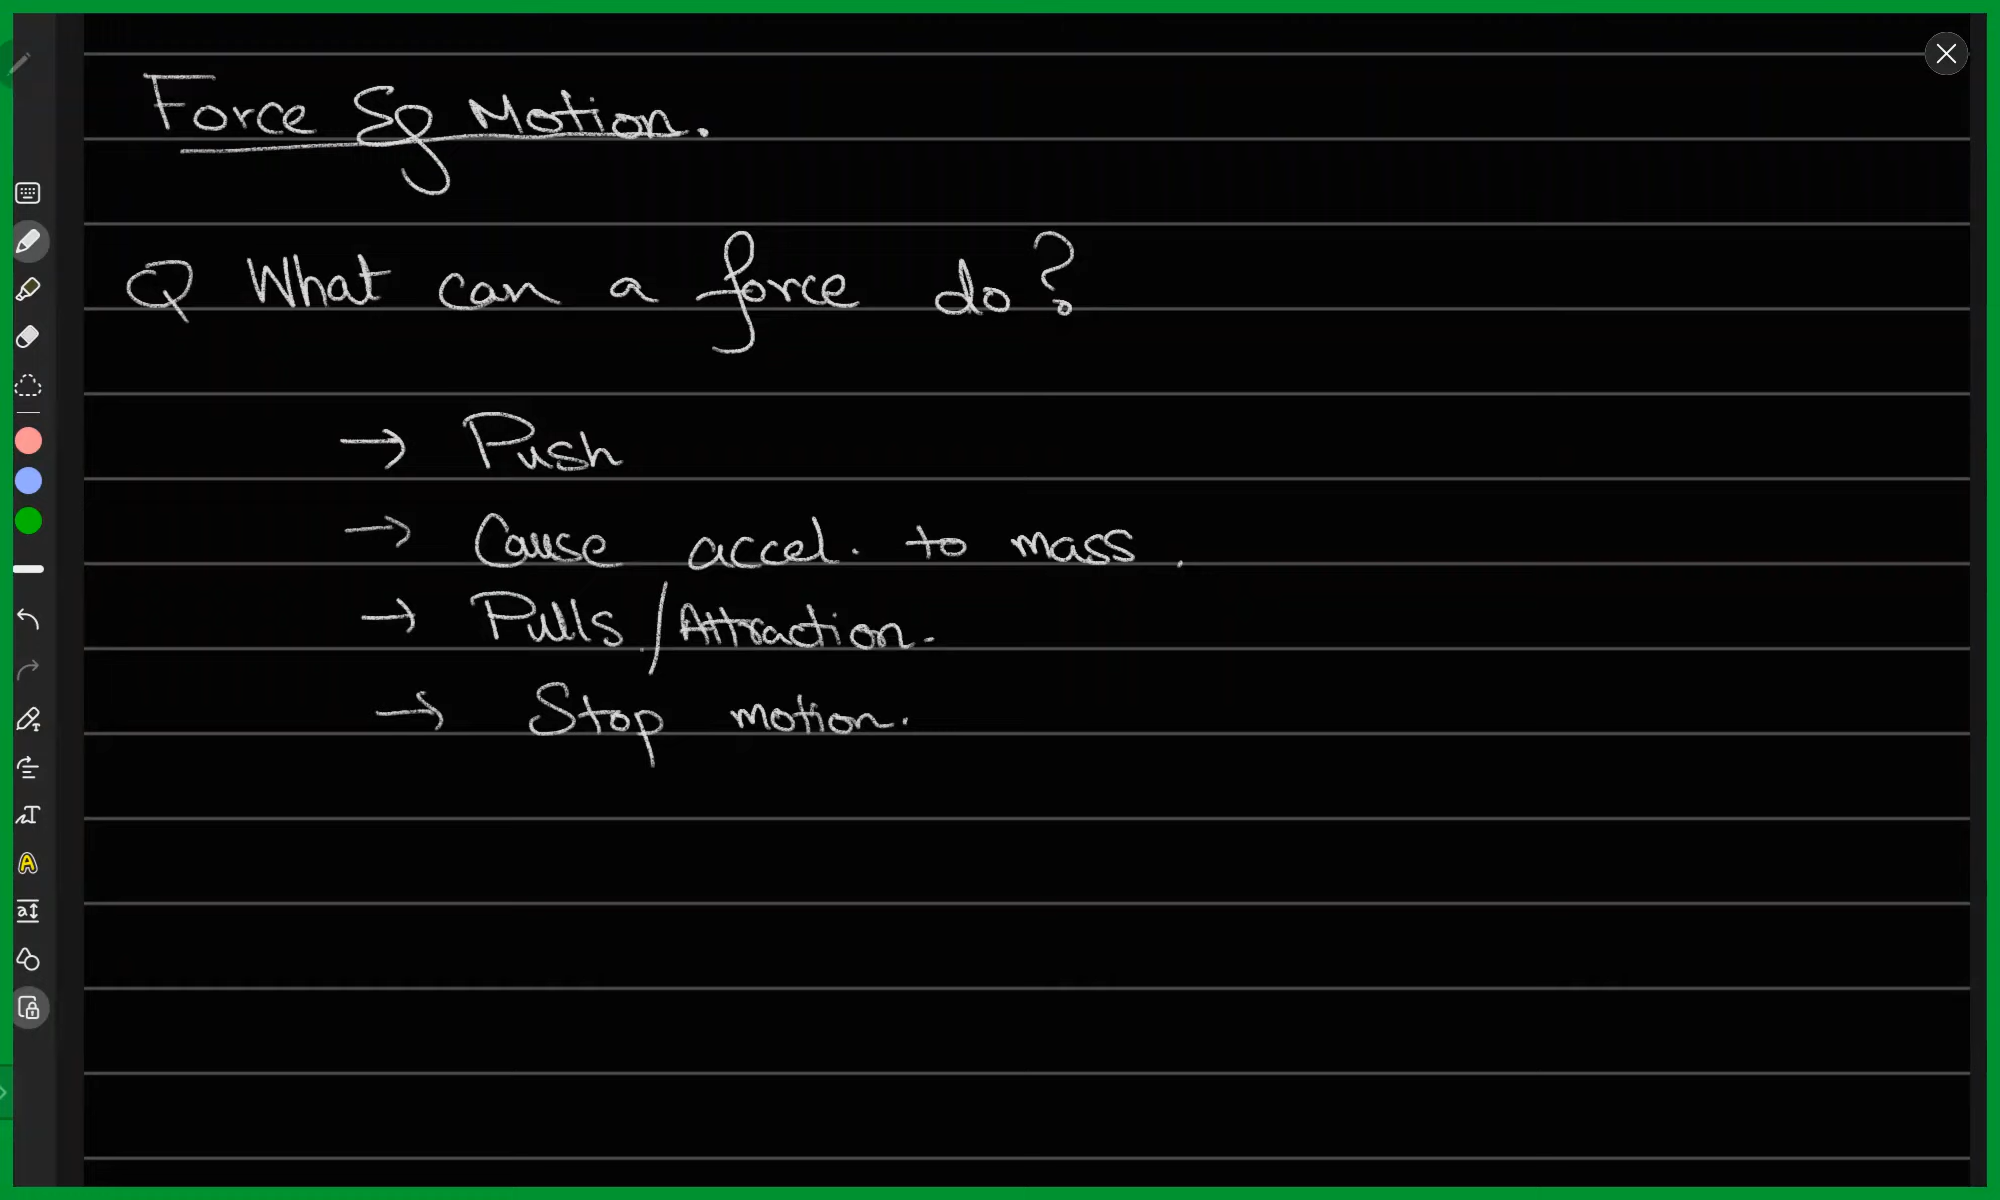 Force & Motion.
Q What can a force do?
→ Push
→ Cause accel. to mass.
→ Pulls/Attraction.
→ Stop motion.